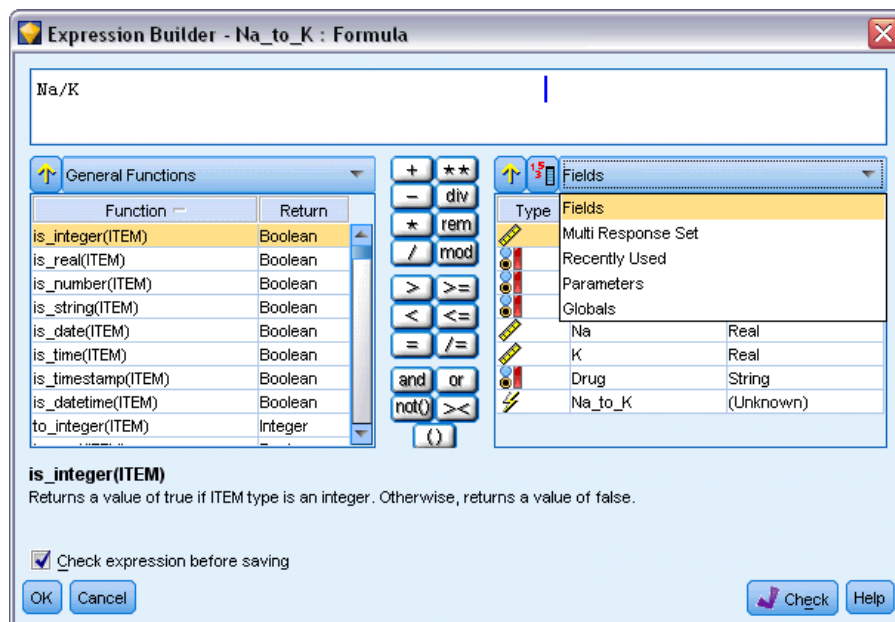 Expression Builder - Na_to_K : Formula
Na/K
General Functions
Function Return
is_integer(ITEM) Boolean
is_real(ITEM) Boolean
is_number(ITEM) Boolean
is_string(ITEM) Boolean
is_date(ITEM) Boolean
is_time(ITEM) Boolean
is_timestamp(ITEM) Boolean
is_datetime(ITEM) Boolean
to_integer(ITEM) Integer
+ **
- div
* rem
/ mod
> >=
< <=
= /=
and or
not() ><
()
Fields
Type
Fields
Multi Response Set
Recently Used
Parameters
Globals
Na Real
K Real
Drug String
Na_to_K (Unknown)
is_integer(ITEM)
Returns a value of true if ITEM type is an integer. Otherwise, returns a value of false.
Check expression before saving
OK Cancel Check Help